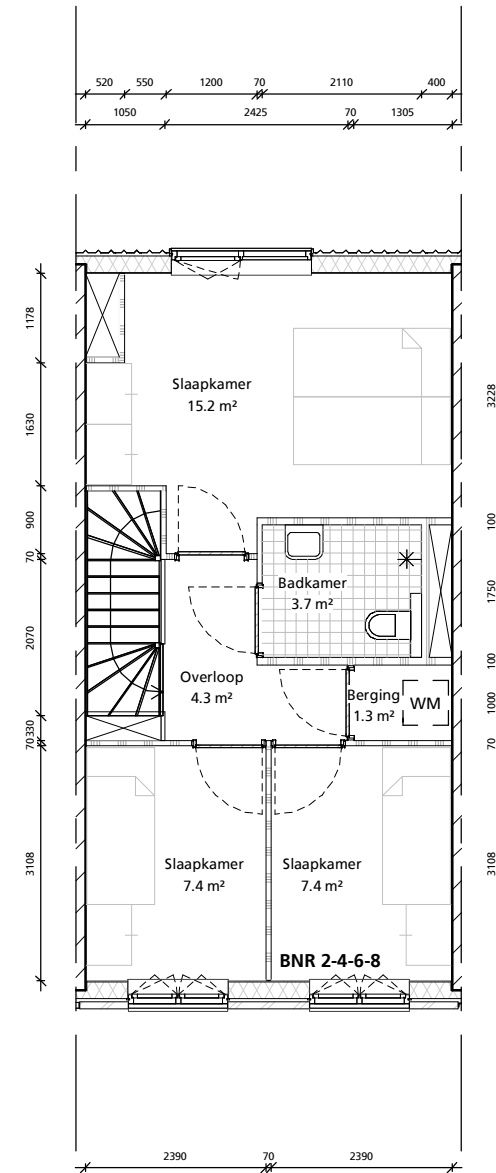 520 550 1200 70 2110 400
1050 2425 70 1305
1178
3228
Slaapkamer
15.2 m²
1630
900
100
70
Badkamer
3.7 m²
1750
2070
Overloop
4.3 m²
100
Berging
1.3 m²
WM
1000
330
70
70
Slaapkamer
7.4 m²
Slaapkamer
7.4 m²
3108
3108
BNR 2-4-6-8
2390 70 2390